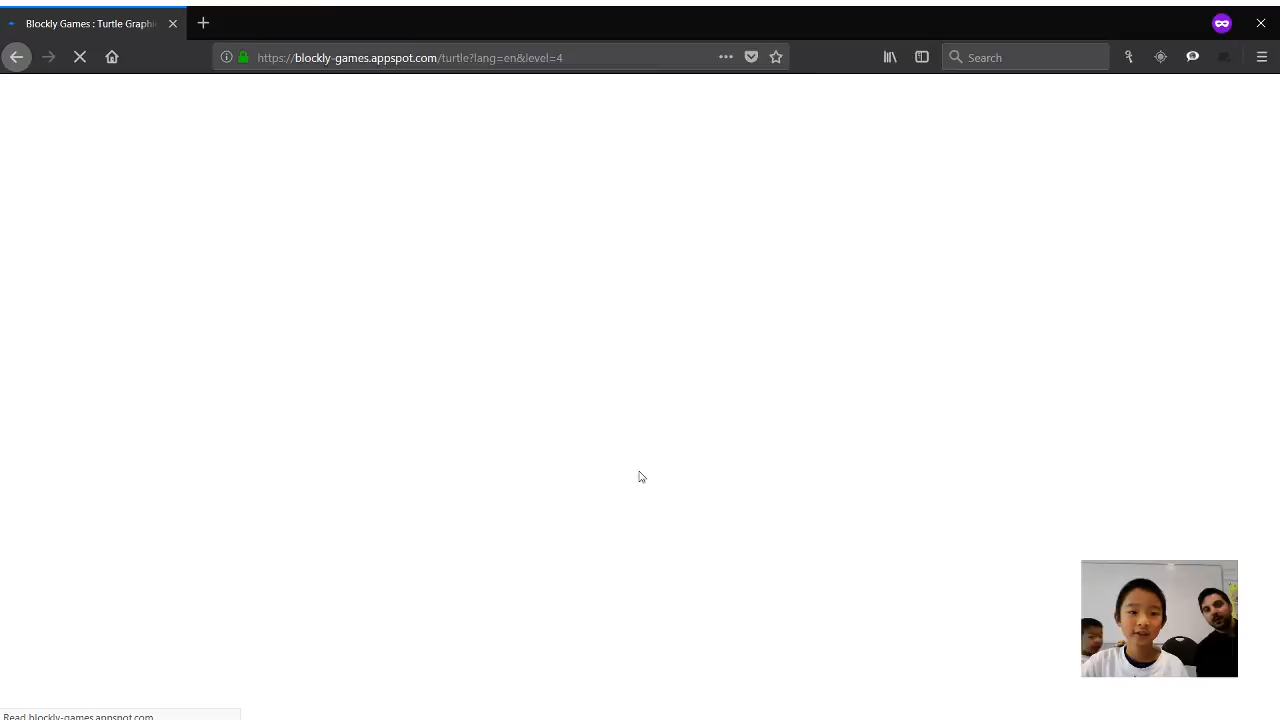 Blockly Games : Turtle Graphi
https://blockly-games.appspot.com/turtle?lang=en&level=4
Search
Read blockly-games.appspot.com